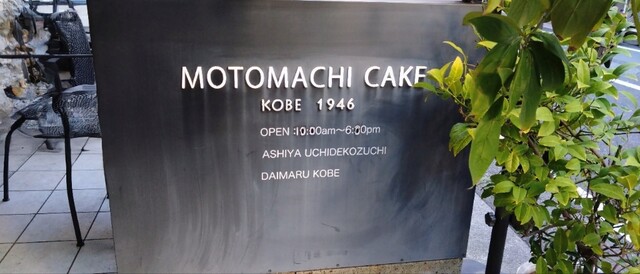 MOTOMACHI CAKE
KOBE 1946
OPEN :10:00am~6:00pm
ASHIYA UCHIDEKOZUCHI
DAIMARU KOBE